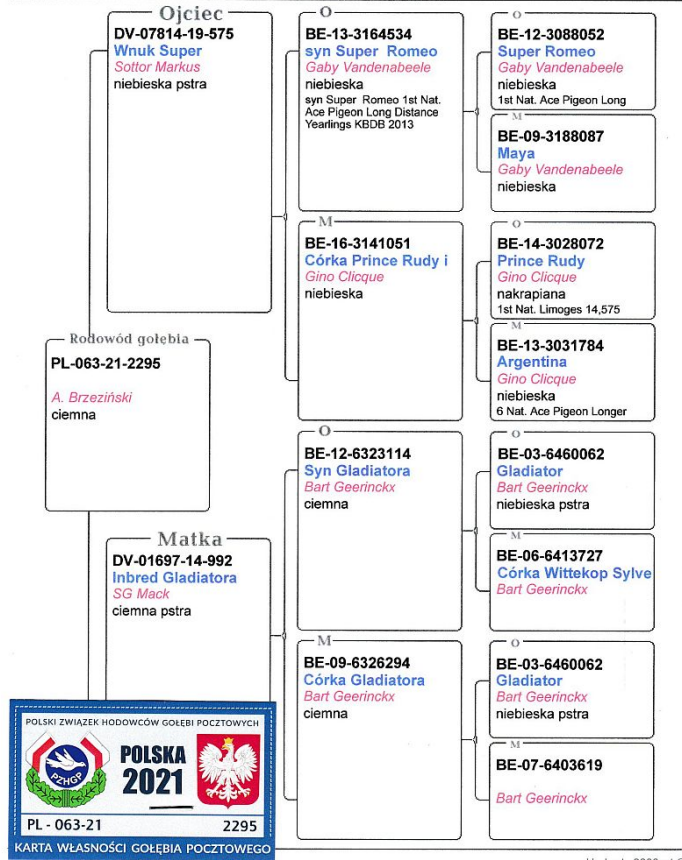 Ojciec
DV-07814-19-575
Wnuk Super
Sottor Markus
niebieska pstra
O
BE-13-3164534
syn Super Romeo
Gaby Vandenabeele
niebieska
syn Super Romeo 1st Nat.
Ace Pigeon Long Distance
Yearlings KBDB 2013
O
BE-12-3088052
Super Romeo
Gaby Vandenabeele
niebieska
1st Nat. Ace Pigeon Long
M
BE-09-3188087
Maya
Gaby Vandenabeele
niebieska
M
BE-16-3141051
Córka Prince Rudy i
Gino Clicque
niebieska
O
BE-14-3028072
Prince Rudy
Gino Clicque
nakrapiana
1st Nat. Limoges 14,575
M
BE-13-3031784
Argentina
Gino Clicque
niebieska
6 Nat. Ace Pigeon Longer
Rodowód gołębia
PL-063-21-2295
A. Brzeziński
ciemna
Matka
DV-01697-14-992
Inbred Gladiatora
SG Mack
ciemna pstra
O
BE-12-6323114
Syn Gladiatora
Bart Geerinckx
ciemna
O
BE-03-6460062
Gladiator
Bart Geerinckx
niebieska pstra
M
BE-06-6413727
Córka Wittekop Sylve
Bart Geerinckx
M
BE-09-6326294
Córka Gladiatora
Bart Geerinckx
ciemna
O
BE-03-6460062
Gladiator
Bart Geerinckx
niebieska pstra
M
BE-07-6403619
Bart Geerinckx
POLSKI ZWIĄZEK HODOWCÓW GOŁĘBI POCZTOWYCH
PZHGP
POLSKA
2021
PL - 063-21 2295
KARTA WŁASNOŚCI GOŁĘBIA POCZTOWEGO